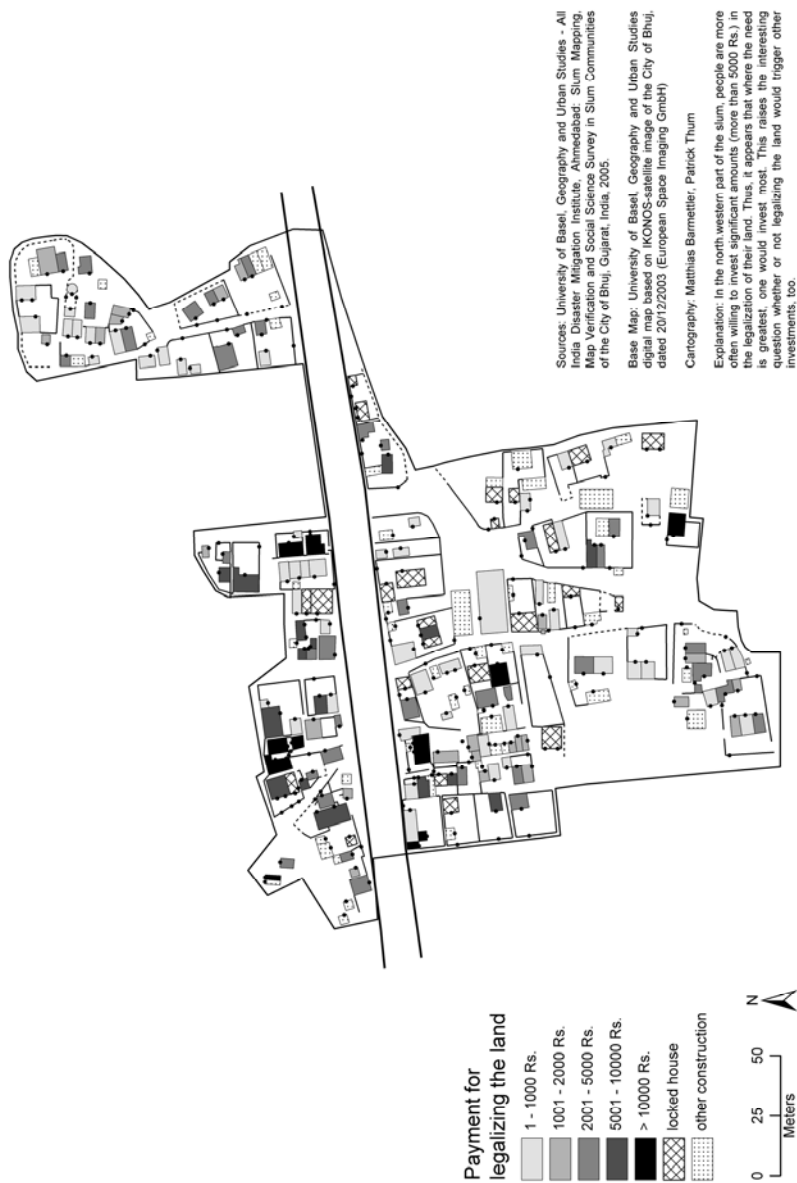 Payment for
legalizing the land
1 - 1000 Rs.
1001 - 2000 Rs.
2001 - 5000 Rs.
5001 - 10000 Rs.
> 10000 Rs.
locked house
other construction
0 25 50
Meters
N
Sources: University of Basel, Geography and Urban Studies - All
India Disaster Mitigation Institute, Ahmedabad: Slum Mapping,
Map Verification and Social Science Survey in Slum Communities
of the City of Bhuj, Gujarat, India, 2005.
Base Map: University of Basel, Geography and Urban Studies
digital map based on IKONOS-satellite image of the City of Bhuj,
dated 20/12/2003 (European Space Imaging GmbH)
Cartography: Matthias Barmettler, Patrick Thum
Explanation: In the north western part of the slum, people are more
often willing to invest significant amounts (more than 5000 Rs.) in
the legalization of their land. Thus, it appears that where the need
is greatest, one would invest most. This raises the interesting
question whether or not legalizing the land would trigger other
investments, too.